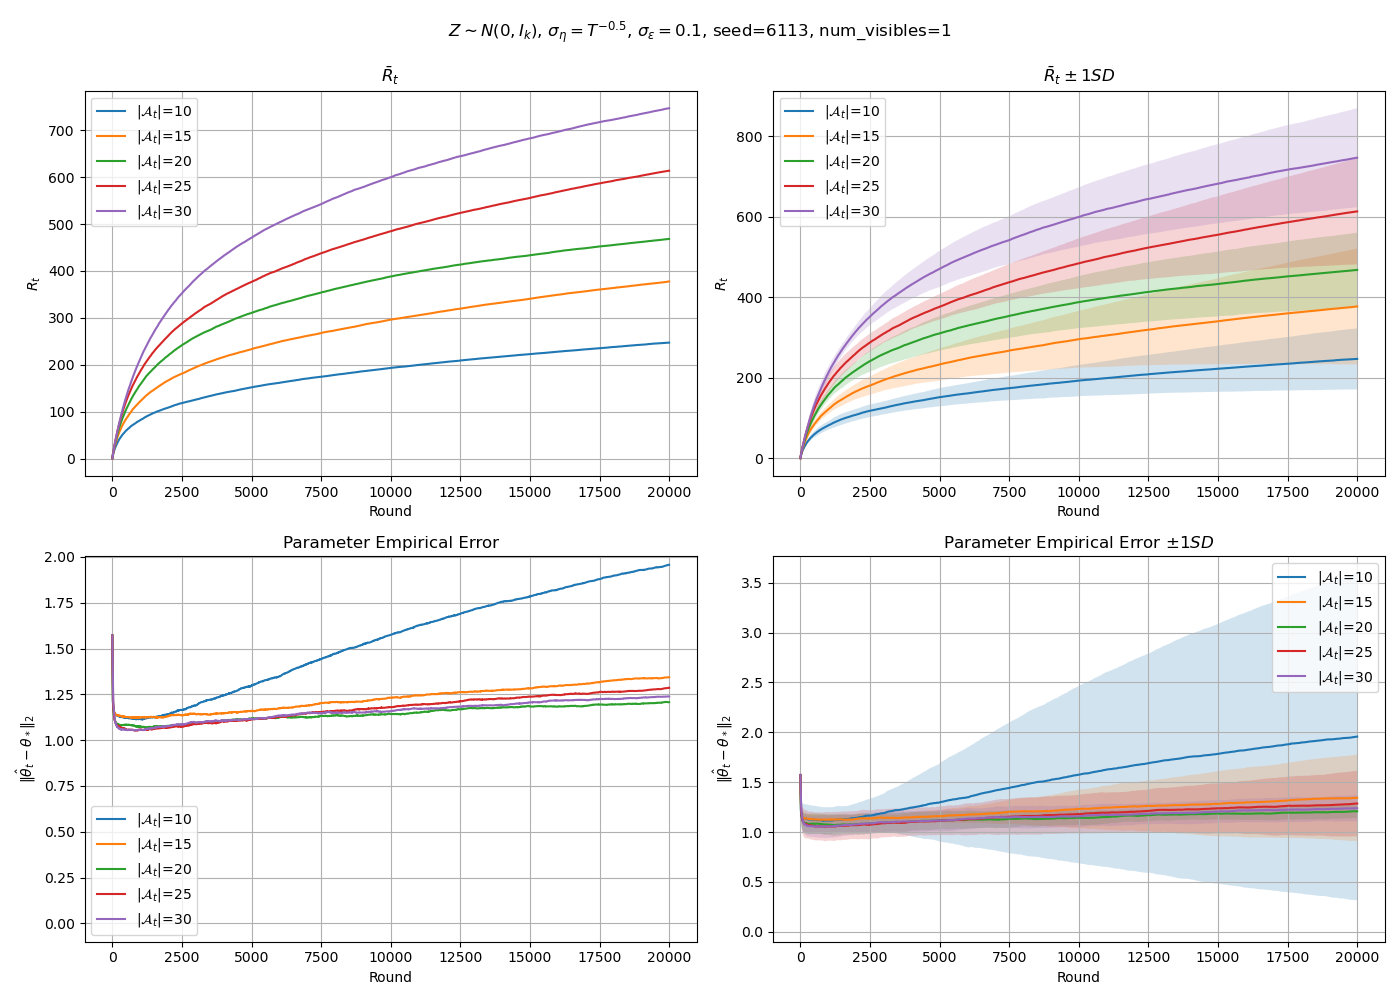 Z ∼ N(0, I_k), σ_η = T^{−0.5}, σ_ε = 0.1, seed=6113, num_visibles=1
R̄_t
R_t
700
600
500
400
300
200
100
0
|𝒜_t|=10
|𝒜_t|=15
|𝒜_t|=20
|𝒜_t|=25
|𝒜_t|=30
0 2500 5000 7500 10000 12500 15000 17500 20000
Round
R̄_t ± 1SD
R_t
800
600
400
200
0
|𝒜_t|=10
|𝒜_t|=15
|𝒜_t|=20
|𝒜_t|=25
|𝒜_t|=30
0 2500 5000 7500 10000 12500 15000 17500 20000
Round
Parameter Empirical Error
‖θ̂_t − θ_*‖_2
2.00
1.75
1.50
1.25
1.00
0.75
0.50
0.25
0.00
|𝒜_t|=10
|𝒜_t|=15
|𝒜_t|=20
|𝒜_t|=25
|𝒜_t|=30
0 2500 5000 7500 10000 12500 15000 17500 20000
Round
Parameter Empirical Error ±1SD
‖θ̂_t − θ_*‖_2
3.5
3.0
2.5
2.0
1.5
1.0
0.5
0.0
|𝒜_t|=10
|𝒜_t|=15
|𝒜_t|=20
|𝒜_t|=25
|𝒜_t|=30
0 2500 5000 7500 10000 12500 15000 17500 20000
Round